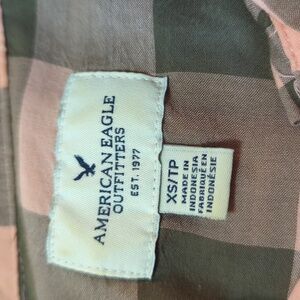 AMERICAN EAGLE
OUTFITTERS
EST. 1977
XS/TP
MADE IN
INDONESIA
FABRIQUÉ EN
INDONÉSIE